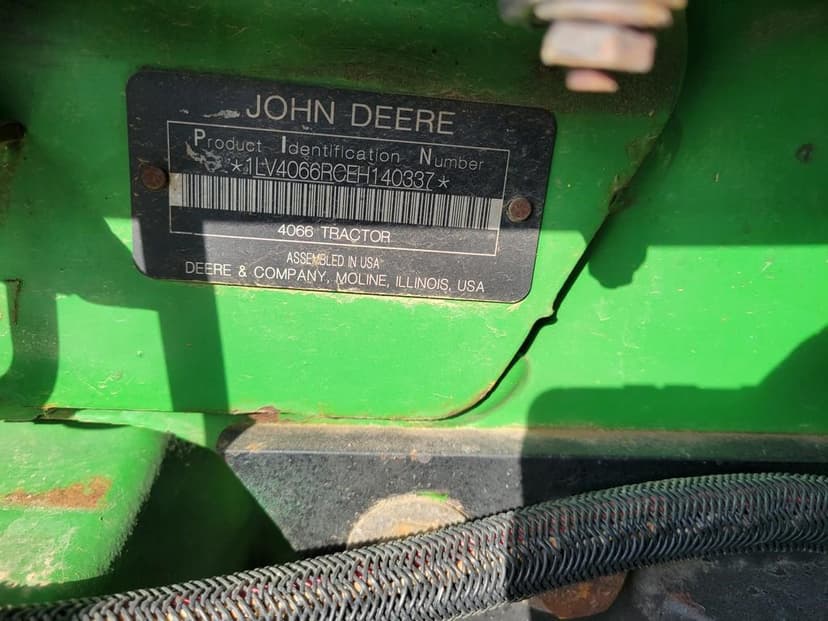 JOHN DEERE
Product Identification Number
*1LV4066RCEH140337*
4066 TRACTOR
ASSEMBLED IN USA
DEERE & COMPANY, MOLINE, ILLINOIS, USA